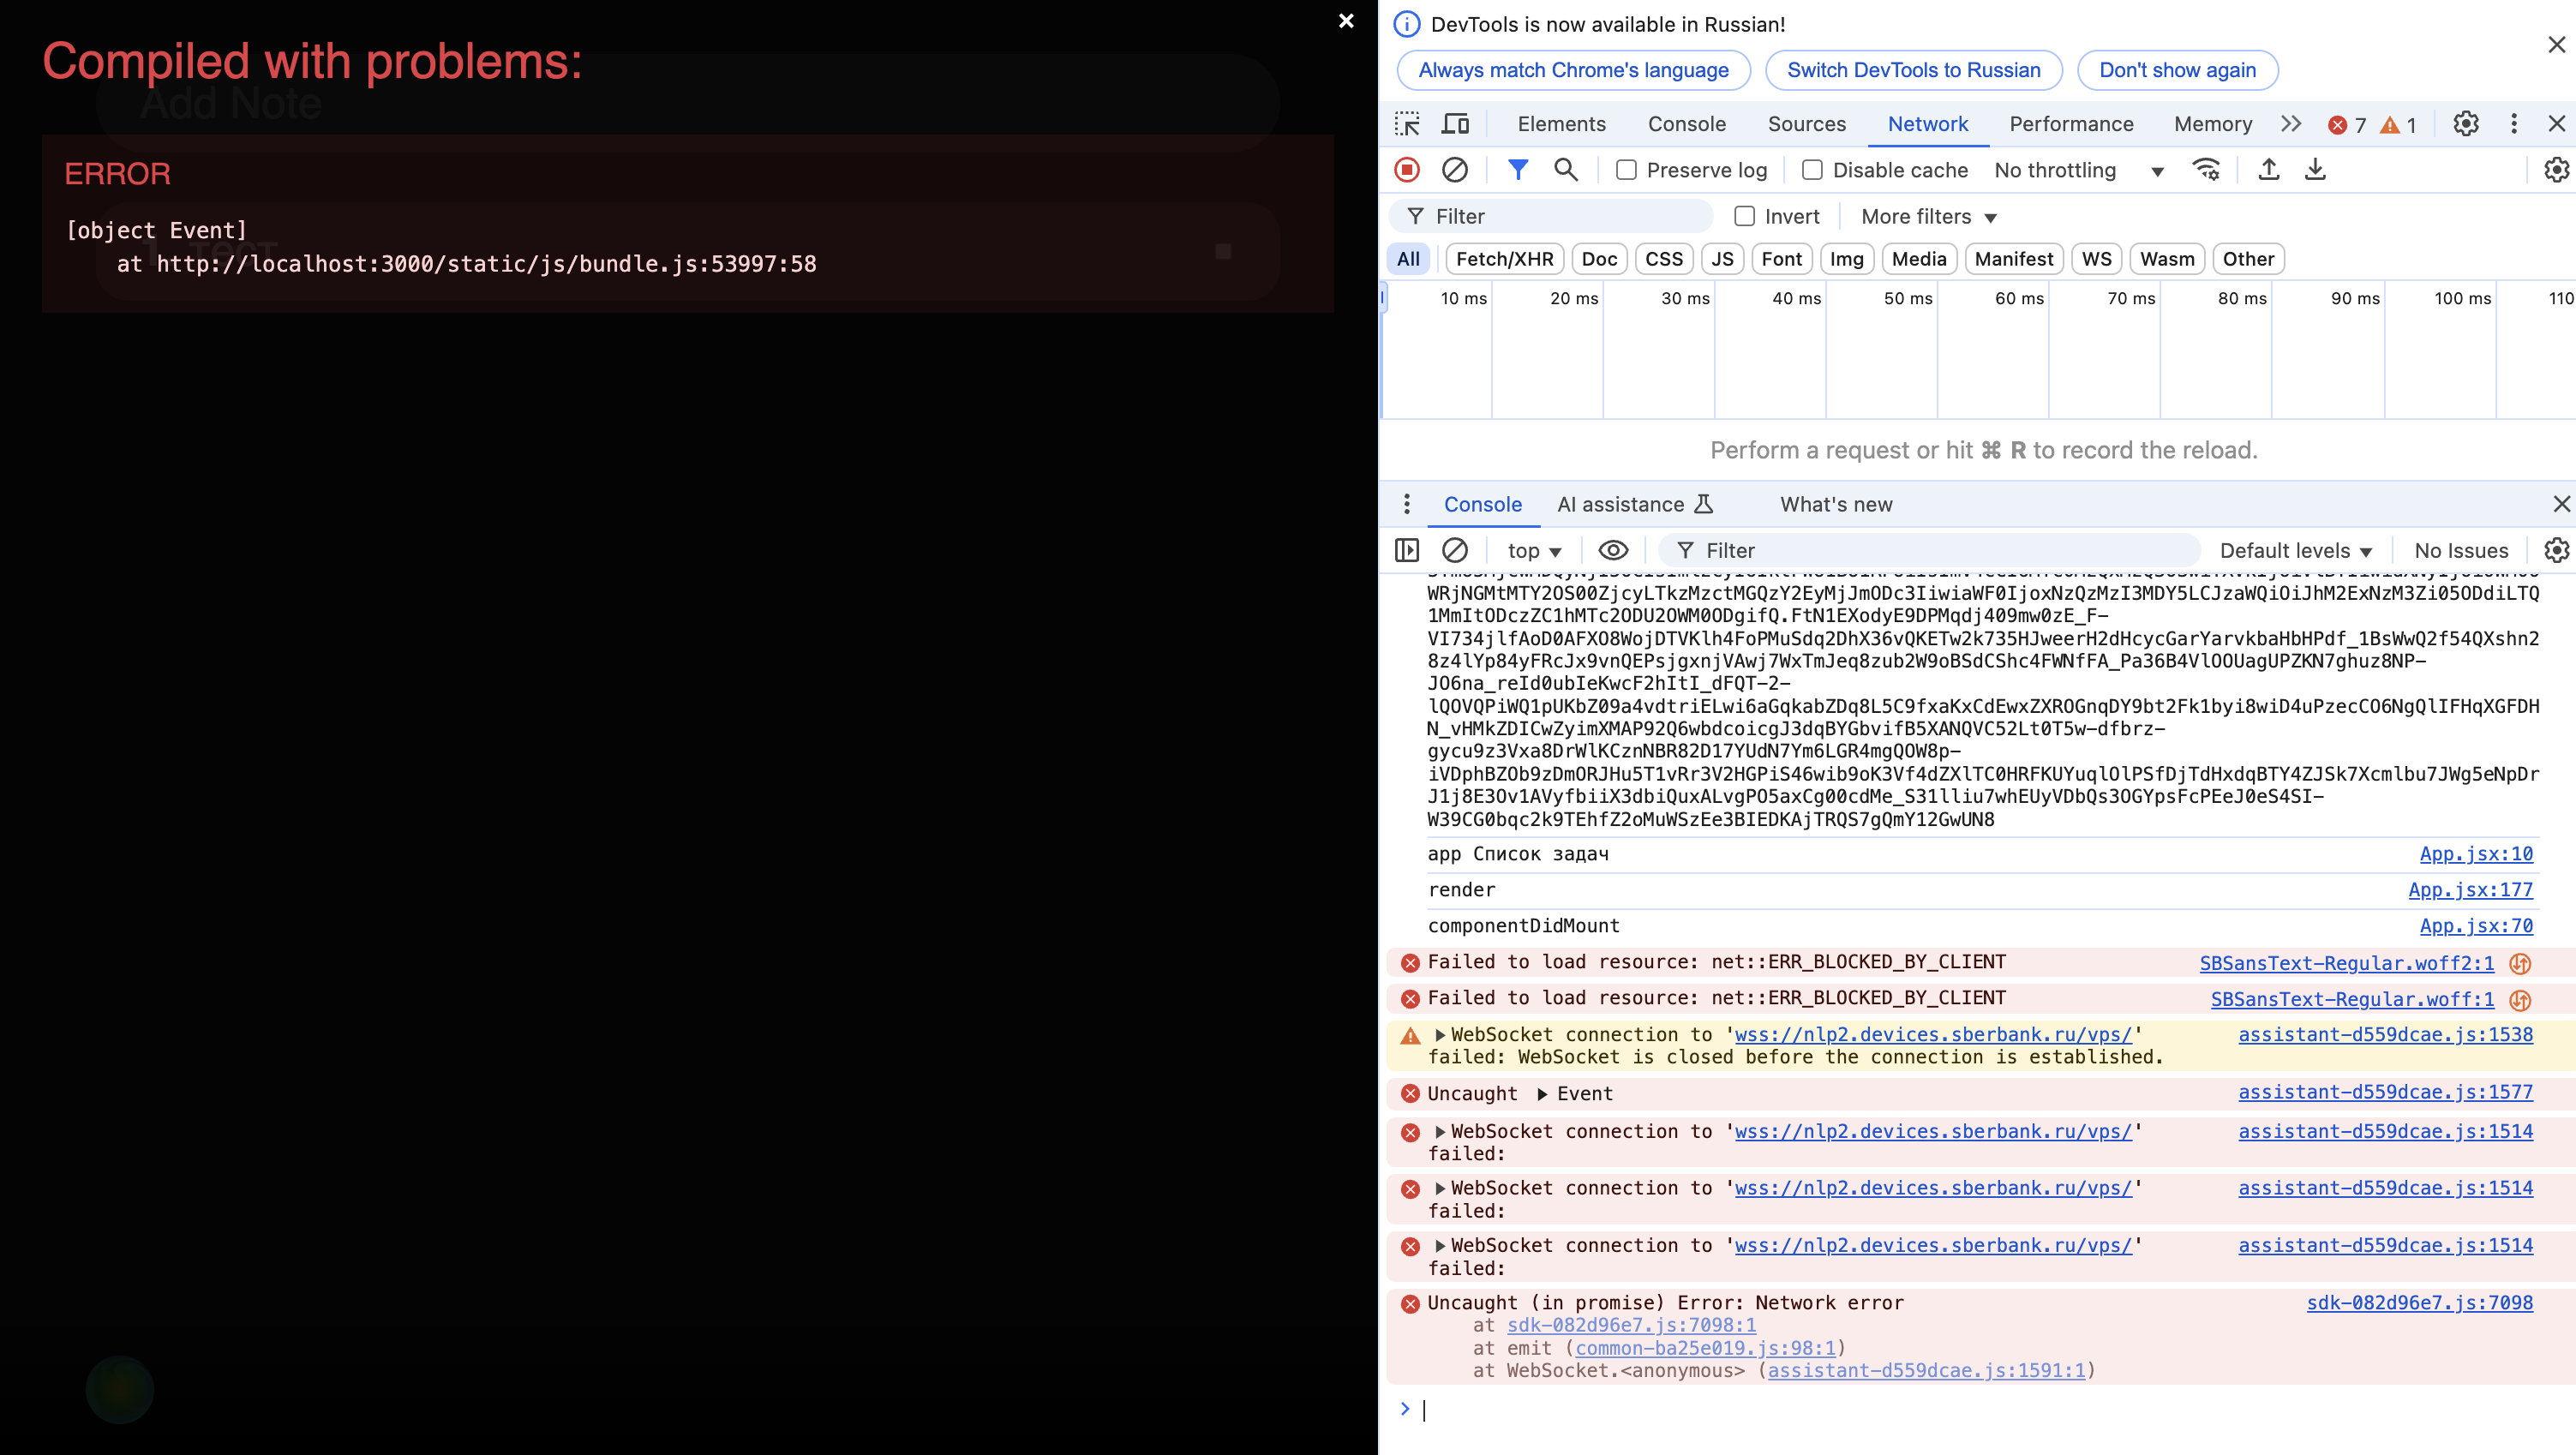 Compiled with problems:
Add Note
ERROR
[object Event]
at http://localhost:3000/static/js/bundle.js:53997:58
DevTools is now available in Russian!
Always match Chrome's language
Switch DevTools to Russian
Don't show again
Elements
Console
Sources
Network
Performance
Memory
7
1
Preserve log
Disable cache
No throttling
Filter
Invert
More filters
All
Fetch/XHR
Doc
CSS
JS
Font
Img
Media
Manifest
WS
Wasm
Other
10 ms
20 ms
30 ms
40 ms
50 ms
60 ms
70 ms
80 ms
90 ms
100 ms
110
Perform a request or hit ⌘ R to record the reload.
Console
AI assistance
What's new
top
Filter
Default levels
No Issues
WRjNGMtMTY2OS00ZjcyLTkzMzctMGQzY2EyMjJmODc3IiwiaWF0IjoxNzQzMzI3MDY5LCJzaWQiOiJhM2ExNzM3Zi05ODdiLTQ
1MmItODczZC1hMTc2ODU2OWM0ODgifQ.FtN1EXodyE9DPMqdj409mw0zE_F-
VI734jlfAoD0AFXO8WojDTVKlh4FoPMuSdq2DhX36vQKETw2k735HJweerH2dHcycGarYarvkbaHbHPdf_1BsWwQ2f54QXshn2
8z4lYp84yFRcJx9vnQEPsjgxnjVAwj7WxTmJeq8zub2W9oBSdCShc4FWNfFA_Pa36B4VlOOUagUPZKN7ghuz8NP-
JO6na_reId0ubIeKwcF2hItI_dFQT-2-
lQOVQPiWQ1pUKbZ09a4vdtriELwi6aGqkabZDq8L5C9fxaKxCdEwxZXROGnqDY9bt2Fk1byi8wiD4uPzecCO6NgQlIFHqXGFDH
N_vHMkZDICwZyimXMAP92Q6wbdcoicgJ3dqBYGbvifB5XANQVC52Lt0T5w-dfbrz-
gycu9z3Vxa8DrWlKCznNBR82D17YUdN7Ym6LGR4mgQOW8p-
iVDphBZOb9zDmORJHu5T1vRr3V2HGPiS46wib9oK3Vf4dZXlTC0HRFKUYuqlOlPSfDjTdHxdqBTY4ZJSk7Xcmlbu7JWg5eNpDr
J1j8E3Ov1AVyfbiiX3dbiQuxALvgPO5axCg00cdMe_S31lliu7whEUyVDbQs3OGYpsFcPEeJ0eS4SI-
W39CG0bqc2k9TEhfZ2oMuWSzEe3BIEDKAjTRQS7gQmY12GwUN8
app Список задач App.jsx:10
render App.jsx:177
componentDidMount App.jsx:70
Failed to load resource: net::ERR_BLOCKED_BY_CLIENT SBSansText-Regular.woff2:1
Failed to load resource: net::ERR_BLOCKED_BY_CLIENT SBSansText-Regular.woff:1
WebSocket connection to 'wss://nlp2.devices.sberbank.ru/vps/' assistant-d559dcae.js:1538
failed: WebSocket is closed before the connection is established.
Uncaught Event assistant-d559dcae.js:1577
WebSocket connection to 'wss://nlp2.devices.sberbank.ru/vps/' assistant-d559dcae.js:1514
failed:
WebSocket connection to 'wss://nlp2.devices.sberbank.ru/vps/' assistant-d559dcae.js:1514
failed:
WebSocket connection to 'wss://nlp2.devices.sberbank.ru/vps/' assistant-d559dcae.js:1514
failed:
Uncaught (in promise) Error: Network error sdk-082d96e7.js:7098
at sdk-082d96e7.js:7098:1
at emit (common-ba25e019.js:98:1)
at WebSocket.<anonymous> (assistant-d559dcae.js:1591:1)